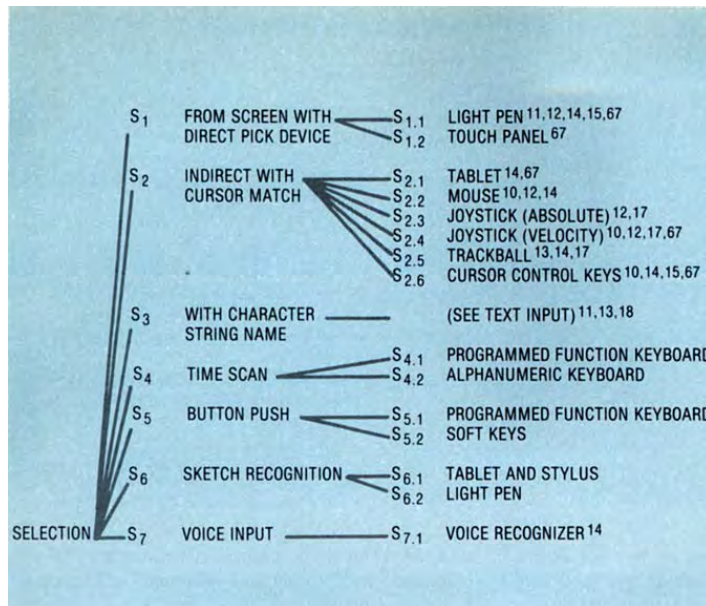 S1 FROM SCREEN WITH S1.1 LIGHT PEN 11,12,14,15,67
DIRECT PICK DEVICE S1.2 TOUCH PANEL 67
S2 INDIRECT WITH S2.1 TABLET 14,67
CURSOR MATCH S2.2 MOUSE 10,12,14
S2.3 JOYSTICK (ABSOLUTE) 12,17
S2.4 JOYSTICK (VELOCITY) 10,12,17,67
S2.5 TRACKBALL 13,14,17
S2.6 CURSOR CONTROL KEYS 10,14,15,67
S3 WITH CHARACTER (SEE TEXT INPUT) 11,13,18
STRING NAME
S4.1 PROGRAMMED FUNCTION KEYBOARD
S4 TIME SCAN S4.2 ALPHANUMERIC KEYBOARD
S5 BUTTON PUSH S5.1 PROGRAMMED FUNCTION KEYBOARD
S5.2 SOFT KEYS
S6 SKETCH RECOGNITION S6.1 TABLET AND STYLUS
S6.2 LIGHT PEN
SELECTION S7 VOICE INPUT S7.1 VOICE RECOGNIZER 14